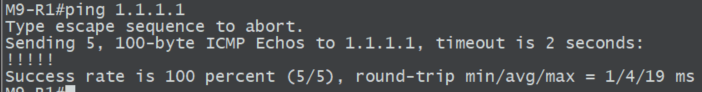 M9-R1#ping 1.1.1.1
Type escape sequence to abort.
Sending 5, 100-byte ICMP Echos to 1.1.1.1, timeout is 2 seconds:
!!!!!
Success rate is 100 percent (5/5), round-trip min/avg/max = 1/4/19 ms
M9-R1#